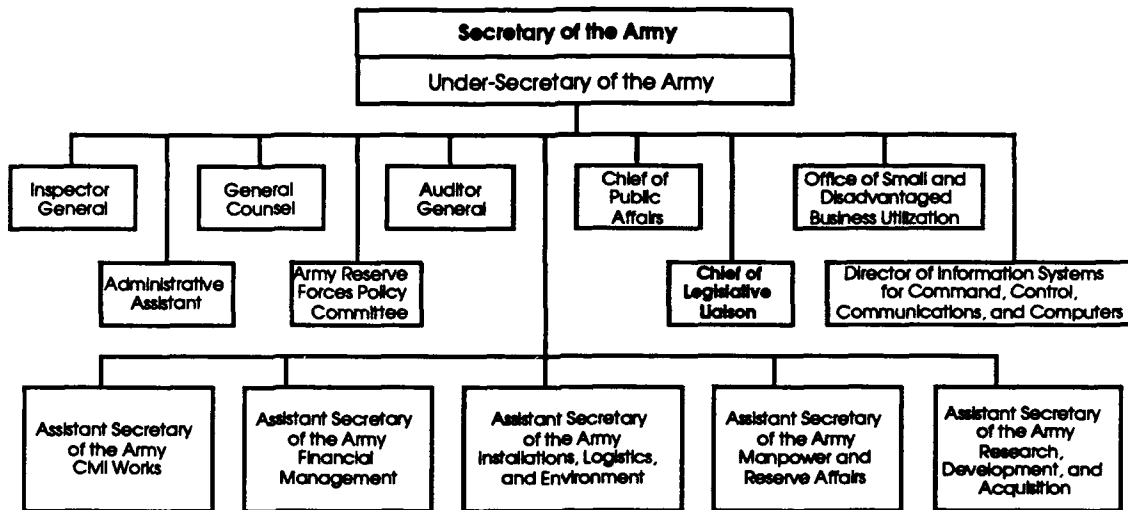 Secretary of the Army
Under-Secretary of the Army
Inspector
General
General
Counsel
Auditor
General
Chief of
Public
Affairs
Office of Small and
Disadvantaged
Business Utilization
Administrative
Assistant
Army Reserve
Forces Policy
Committee
Chief of
Legislative
Liaison
Director of Information Systems
for Command, Control,
Communications, and Computers
Assistant Secretary
of the Army
Civil Works
Assistant Secretary
of the Army
Financial
Management
Assistant Secretary
of the Army
Installations, Logistics,
and Environment
Assistant Secretary
of the Army
Manpower and
Reserve Affairs
Assistant Secretary
of the Army
Research,
Development, and
Acquisition